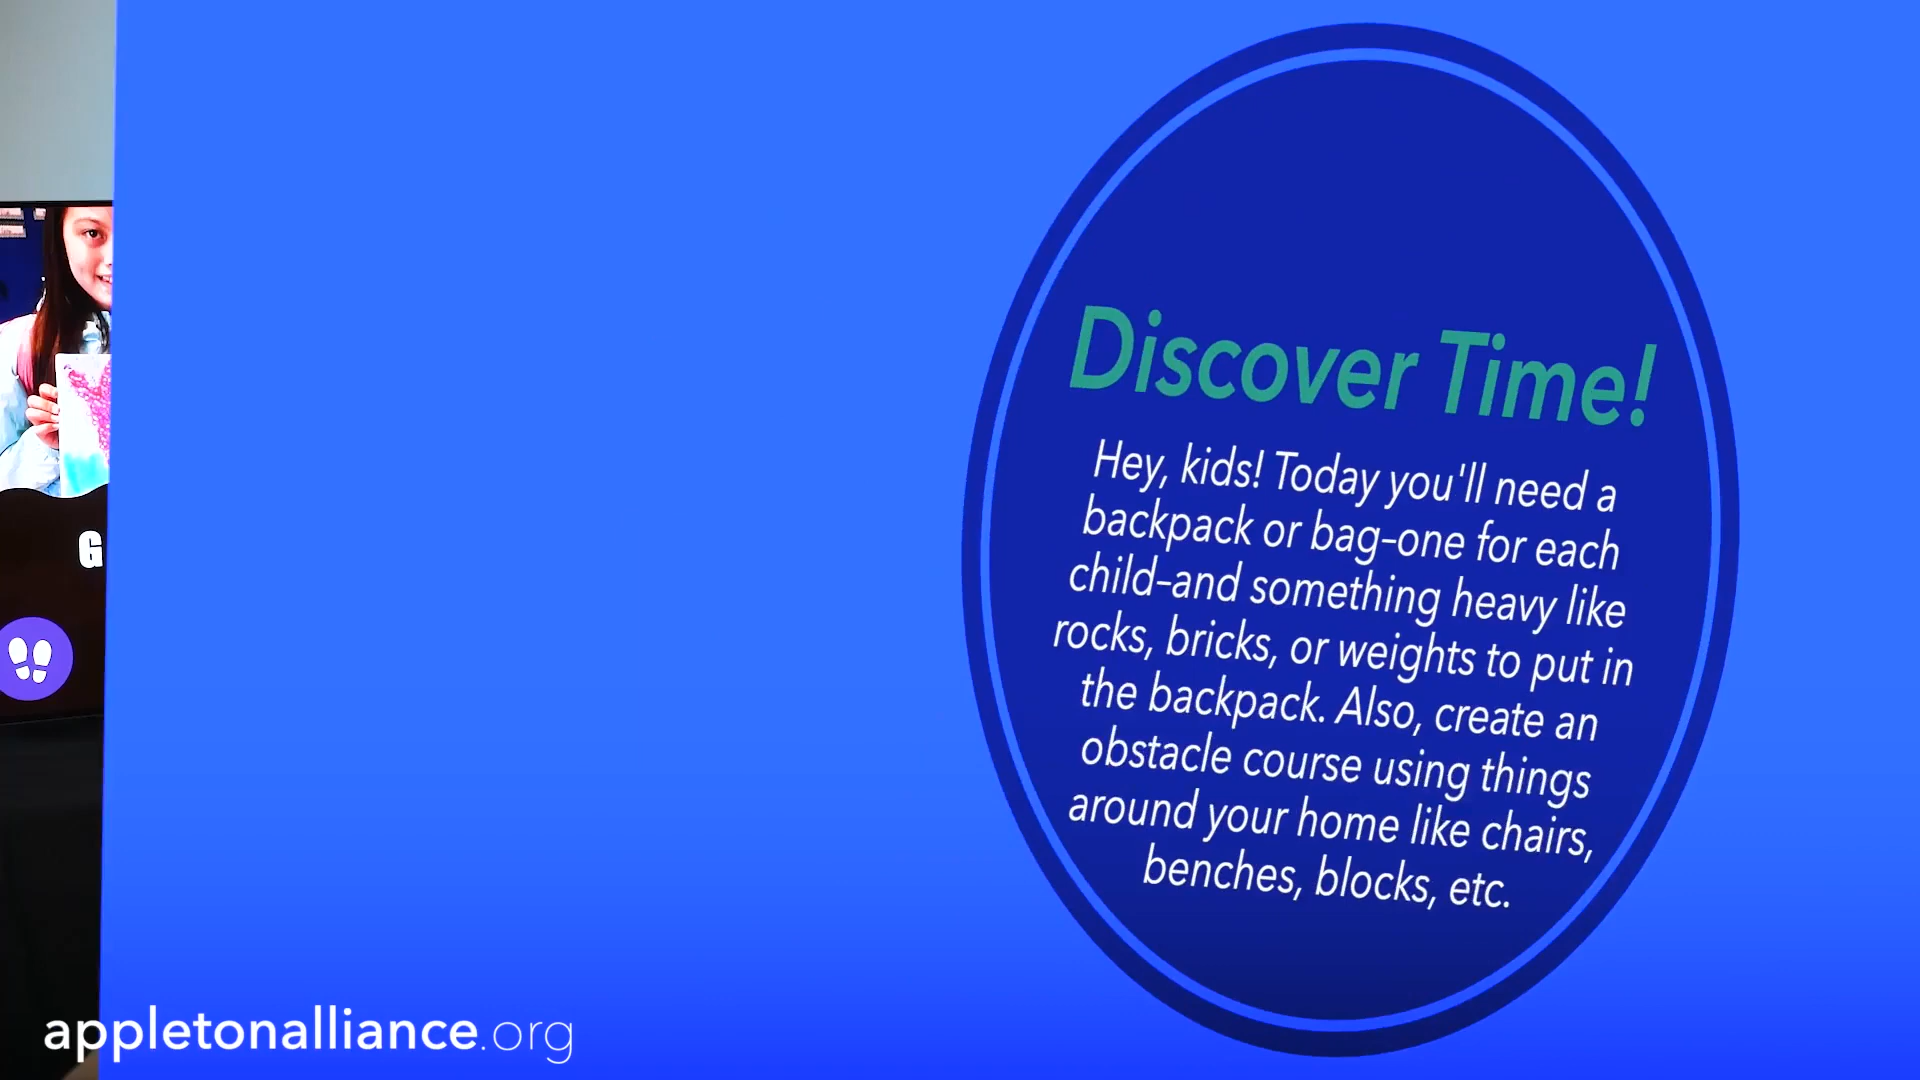 Discover Time!
Hey, kids! Today you'll need a
backpack or bag-one for each
child-and something heavy like
rocks, bricks, or weights to put in
the backpack. Also, create an
obstacle course using things
around your home like chairs,
benches, blocks, etc.
G
appletonalliance.org